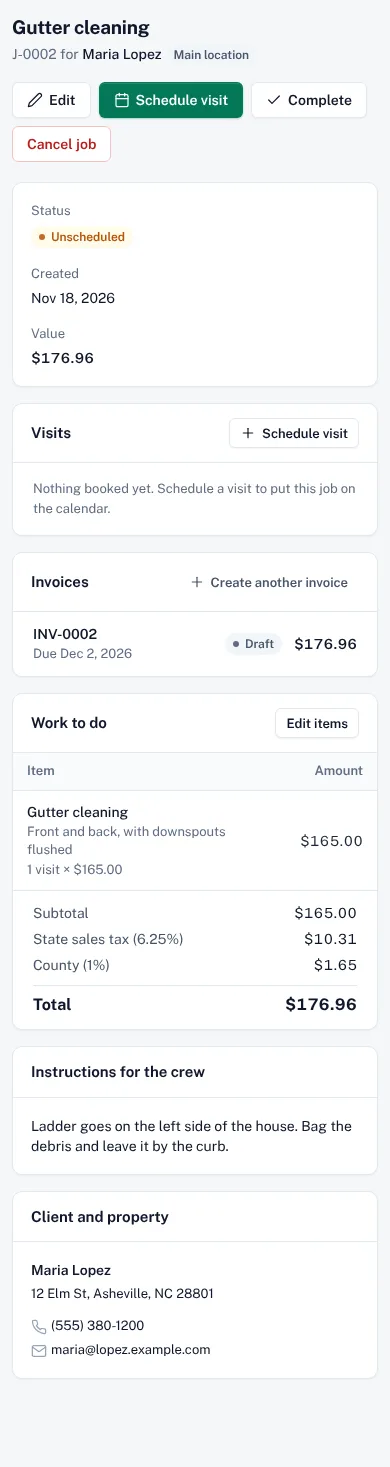 Gutter cleaning
J-0002 for Maria Lopez Main location
Edit
Schedule visit
Complete
Cancel job
Status
Unscheduled
Created
Nov 18, 2026
Value
$176.96
Visits
Schedule visit
Nothing booked yet. Schedule a visit to put this job on
the calendar.
Invoices
Create another invoice
INV-0002
Due Dec 2, 2026
Draft
$176.96
Work to do
Edit items
Item Amount
Gutter cleaning
Front and back, with downspouts
flushed
1 visit × $165.00
$165.00
Subtotal $165.00
State sales tax (6.25%) $10.31
County (1%) $1.65
Total $176.96
Instructions for the crew
Ladder goes on the left side of the house. Bag the
debris and leave it by the curb.
Client and property
Maria Lopez
12 Elm St, Asheville, NC 28801
(555) 380-1200
maria@lopez.example.com